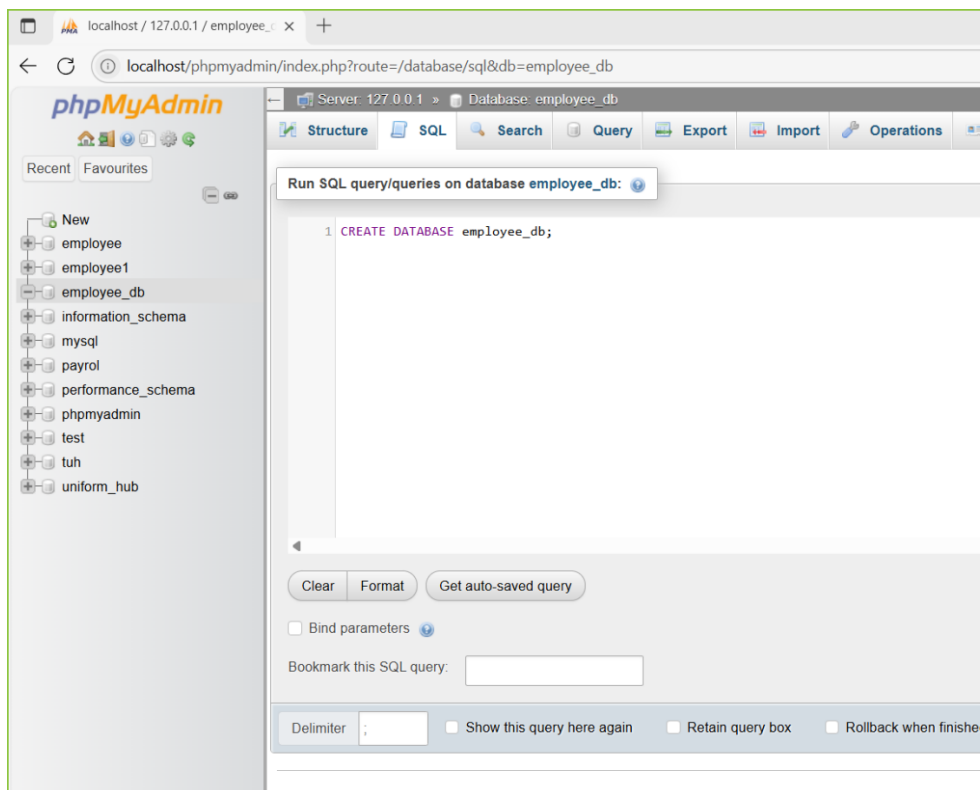 localhost / 127.0.0.1 / employee_
localhost/phpmyadmin/index.php?route=/database/sql&db=employee_db
phpMyAdmin
Recent Favourites
New
employee
employee1
employee_db
information_schema
mysql
payrol
performance_schema
phpmyadmin
test
tuh
uniform_hub
Server: 127.0.0.1 » Database: employee_db
Structure SQL Search Query Export Import Operations
Run SQL query/queries on database employee_db:
1 CREATE DATABASE employee_db;
Clear Format Get auto-saved query
Bind parameters
Bookmark this SQL query:
Delimiter ; Show this query here again Retain query box Rollback when finishe